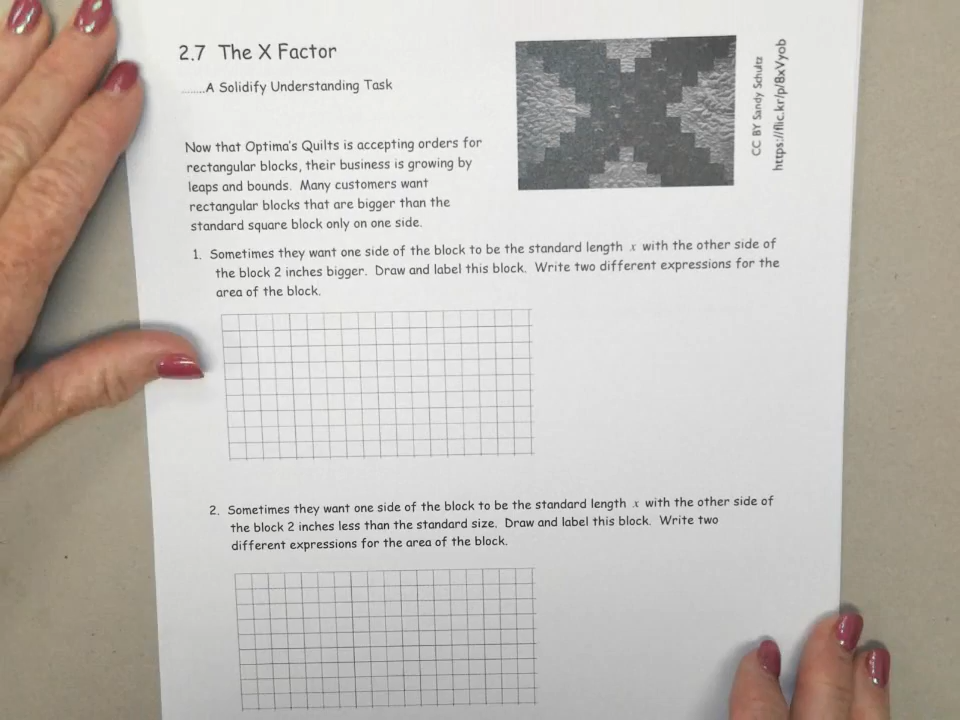 2.7 The X Factor
........A Solidify Understanding Task
CC BY Sandy Schultz
https://flic.kr/p/8xVyob
Now that Optima's Quilts is accepting orders for
rectangular blocks, their business is growing by
leaps and bounds. Many customers want
rectangular blocks that are bigger than the
standard square block only on one side.
1. Sometimes they want one side of the block to be the standard length x with the other side of
the block 2 inches bigger. Draw and label this block. Write two different expressions for the
area of the block.
2. Sometimes they want one side of the block to be the standard length x with the other side of
the block 2 inches less than the standard size. Draw and label this block. Write two
different expressions for the area of the block.